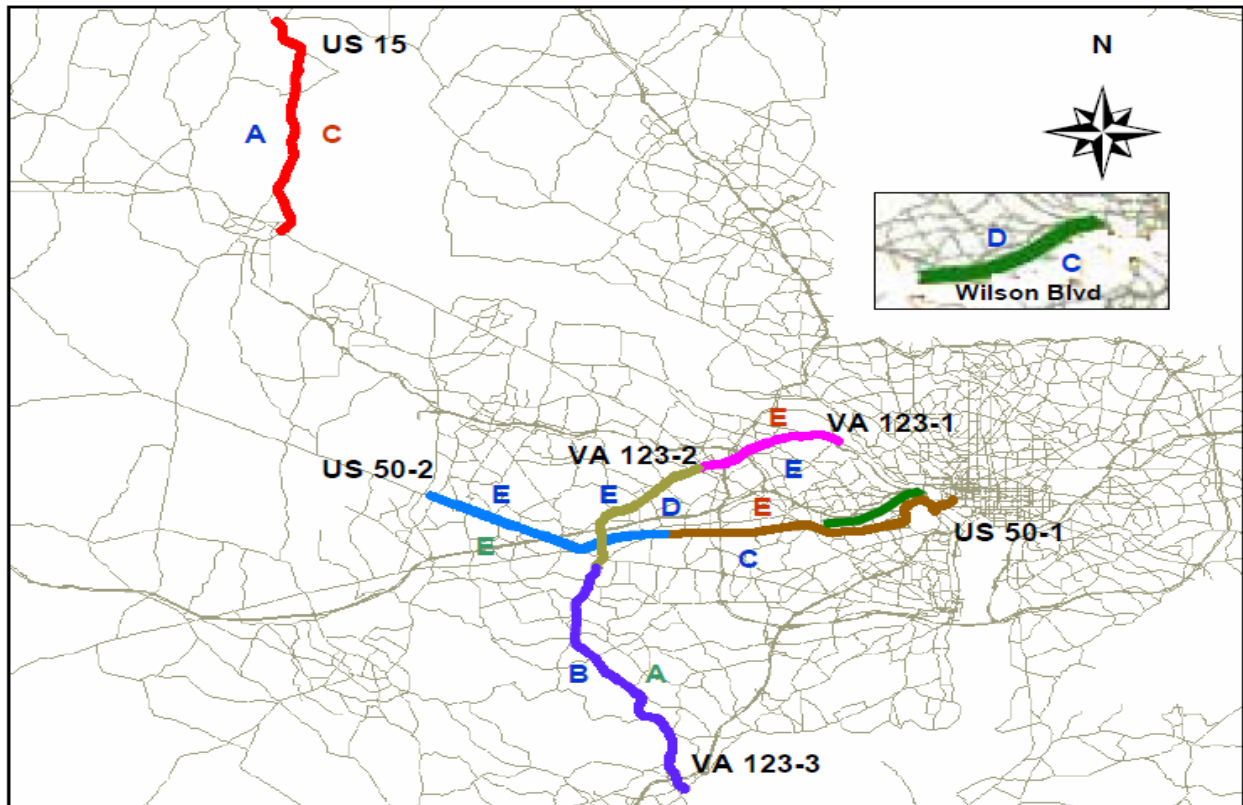 US 15
N
A C
D
C
Wilson Blvd
E
VA 123-1
VA 123-2
E
US 50-2
E
E
D
E
E
US 50-1
C
B
A
VA 123-3